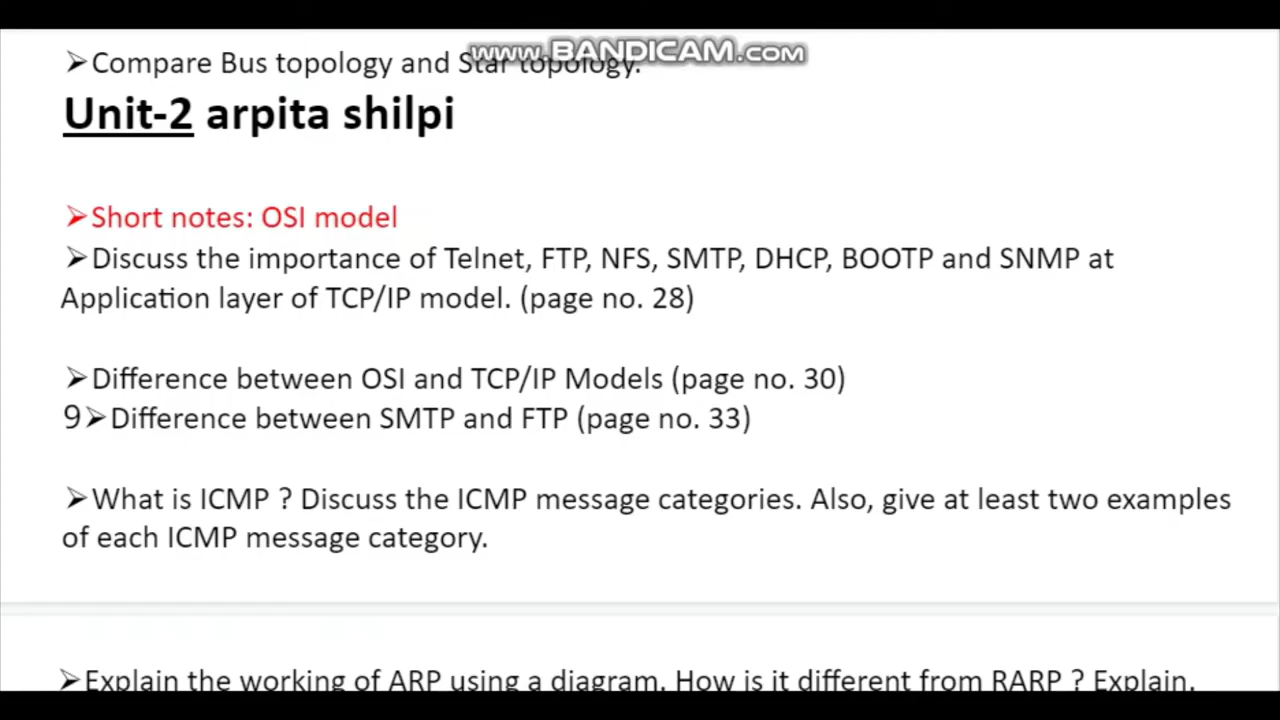 www.BANDICAM.com
➢Compare Bus topology and Star topology.
Unit-2 arpita shilpi
➢Short notes: OSI model
➢Discuss the importance of Telnet, FTP, NFS, SMTP, DHCP, BOOTP and SNMP at
Application layer of TCP/IP model. (page no. 28)
➢Difference between OSI and TCP/IP Models (page no. 30)
9➢Difference between SMTP and FTP (page no. 33)
➢What is ICMP ? Discuss the ICMP message categories. Also, give at least two examples
of each ICMP message category.
➢Explain the working of ARP using a diagram. How is it different from RARP ? Explain.